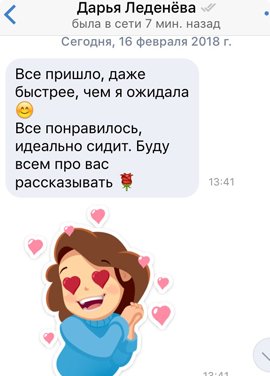 Дарья Леденёва
была в сети 7 мин. назад
Сегодня, 16 февраля 2018 г.
Все пришло, даже
быстрее, чем я ожидала
😊
Все понравилось,
идеально сидит. Буду
всем про вас
рассказывать 🌹
13:41
13:41